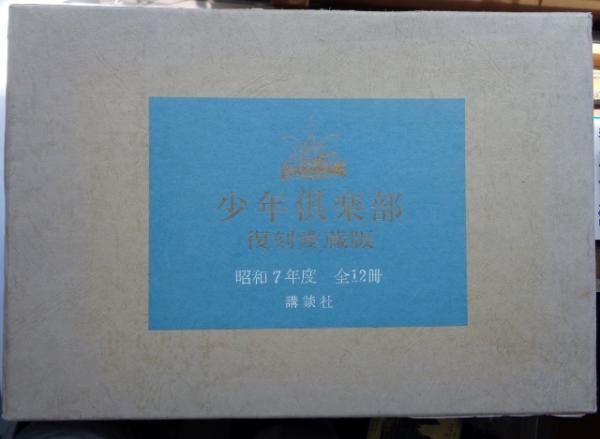 少年倶楽部
復刻愛蔵版
昭和7年度 全12冊
講談社